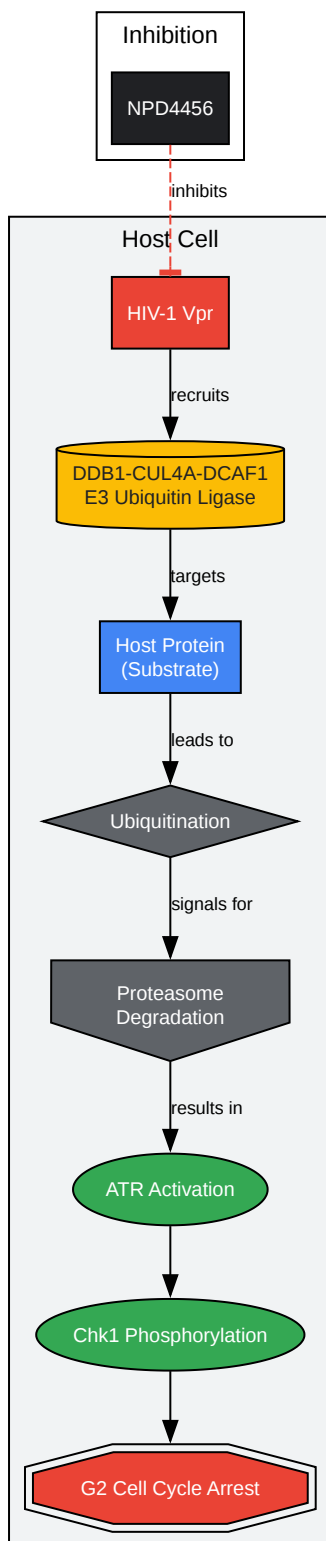 Inhibition
NPD4456
inhibits
Host Cell
HIV-1 Vpr
recruits
DDB1-CUL4A-DCAF1
E3 Ubiquitin Ligase
targets
Host Protein
(Substrate)
leads to
Ubiquitination
signals for
Proteasome
Degradation
results in
ATR Activation
Chk1 Phosphorylation
G2 Cell Cycle Arrest